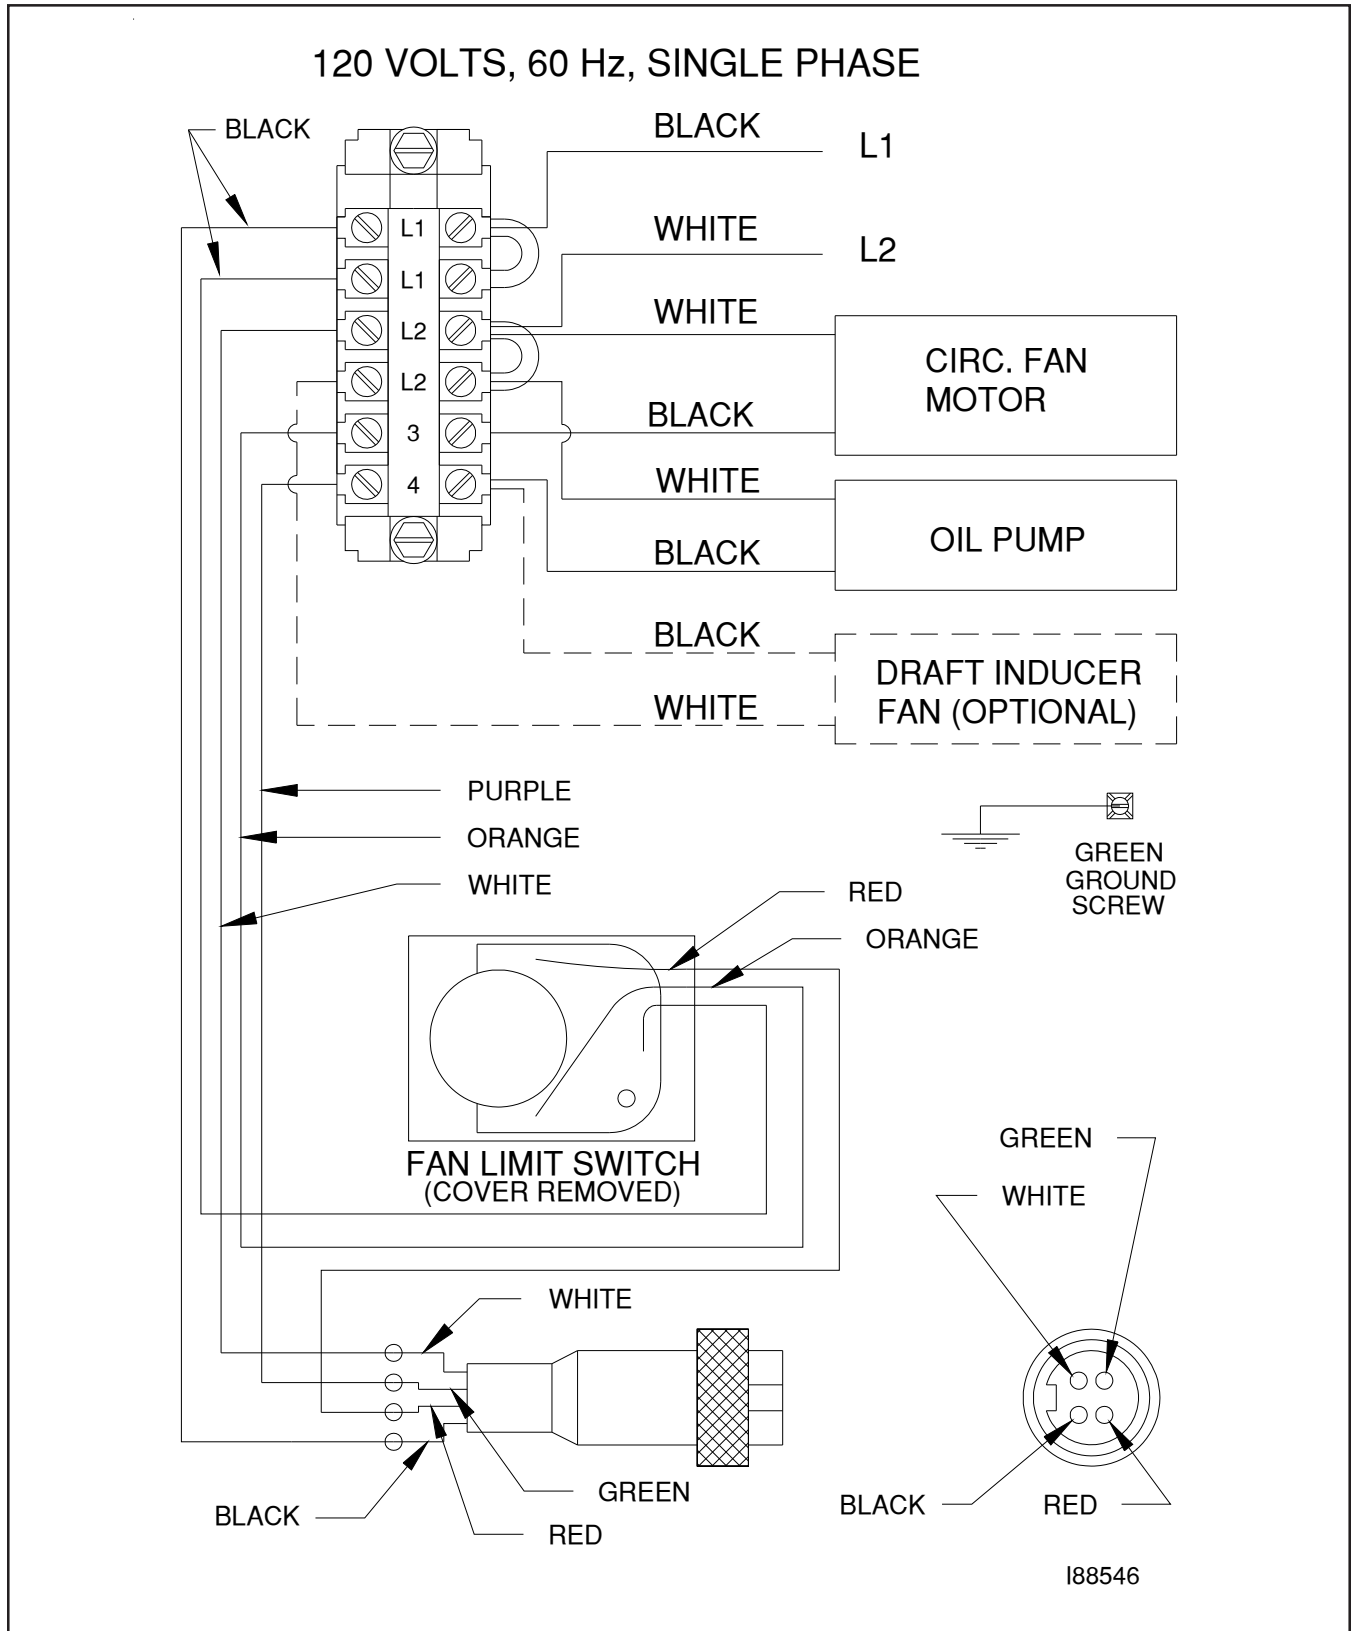 120 VOLTS, 60 Hz, SINGLE PHASE
BLACK
BLACK
L1
L1
WHITE
L2
L1
WHITE
L2
CIRC. FAN
MOTOR
L2
BLACK
3
WHITE
4
OIL PUMP
BLACK
BLACK
DRAFT INDUCER
FAN (OPTIONAL)
WHITE
PURPLE
ORANGE
WHITE
GREEN
GROUND
SCREW
RED
ORANGE
FAN LIMIT SWITCH
(COVER REMOVED)
GREEN
WHITE
WHITE
GREEN
BLACK
RED
BLACK
RED
I88546